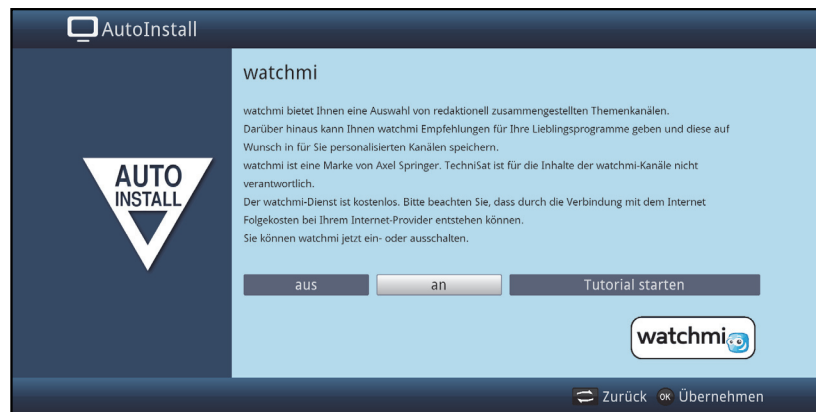 AutoInstall
AUTO
INSTALL
watchmi
watchmi bietet Ihnen eine Auswahl von redaktionell zusammengestellten Themenkanälen.
Darüber hinaus kann Ihnen watchmi Empfehlungen für Ihre Lieblingsprogramme geben und diese auf
Wunsch in für Sie personalisierten Kanälen speichern.
watchmi ist eine Marke von Axel Springer. TechniSat ist für die Inhalte der watchmi-Kanäle nicht
verantwortlich.
Der watchmi-Dienst ist kostenlos. Bitte beachten Sie, dass durch die Verbindung mit dem Internet
Folgekosten bei Ihrem Internet-Provider entstehen können.
Sie können watchmi jetzt ein- oder ausschalten.
aus an Tutorial starten
watchmi
Zurück OK Übernehmen